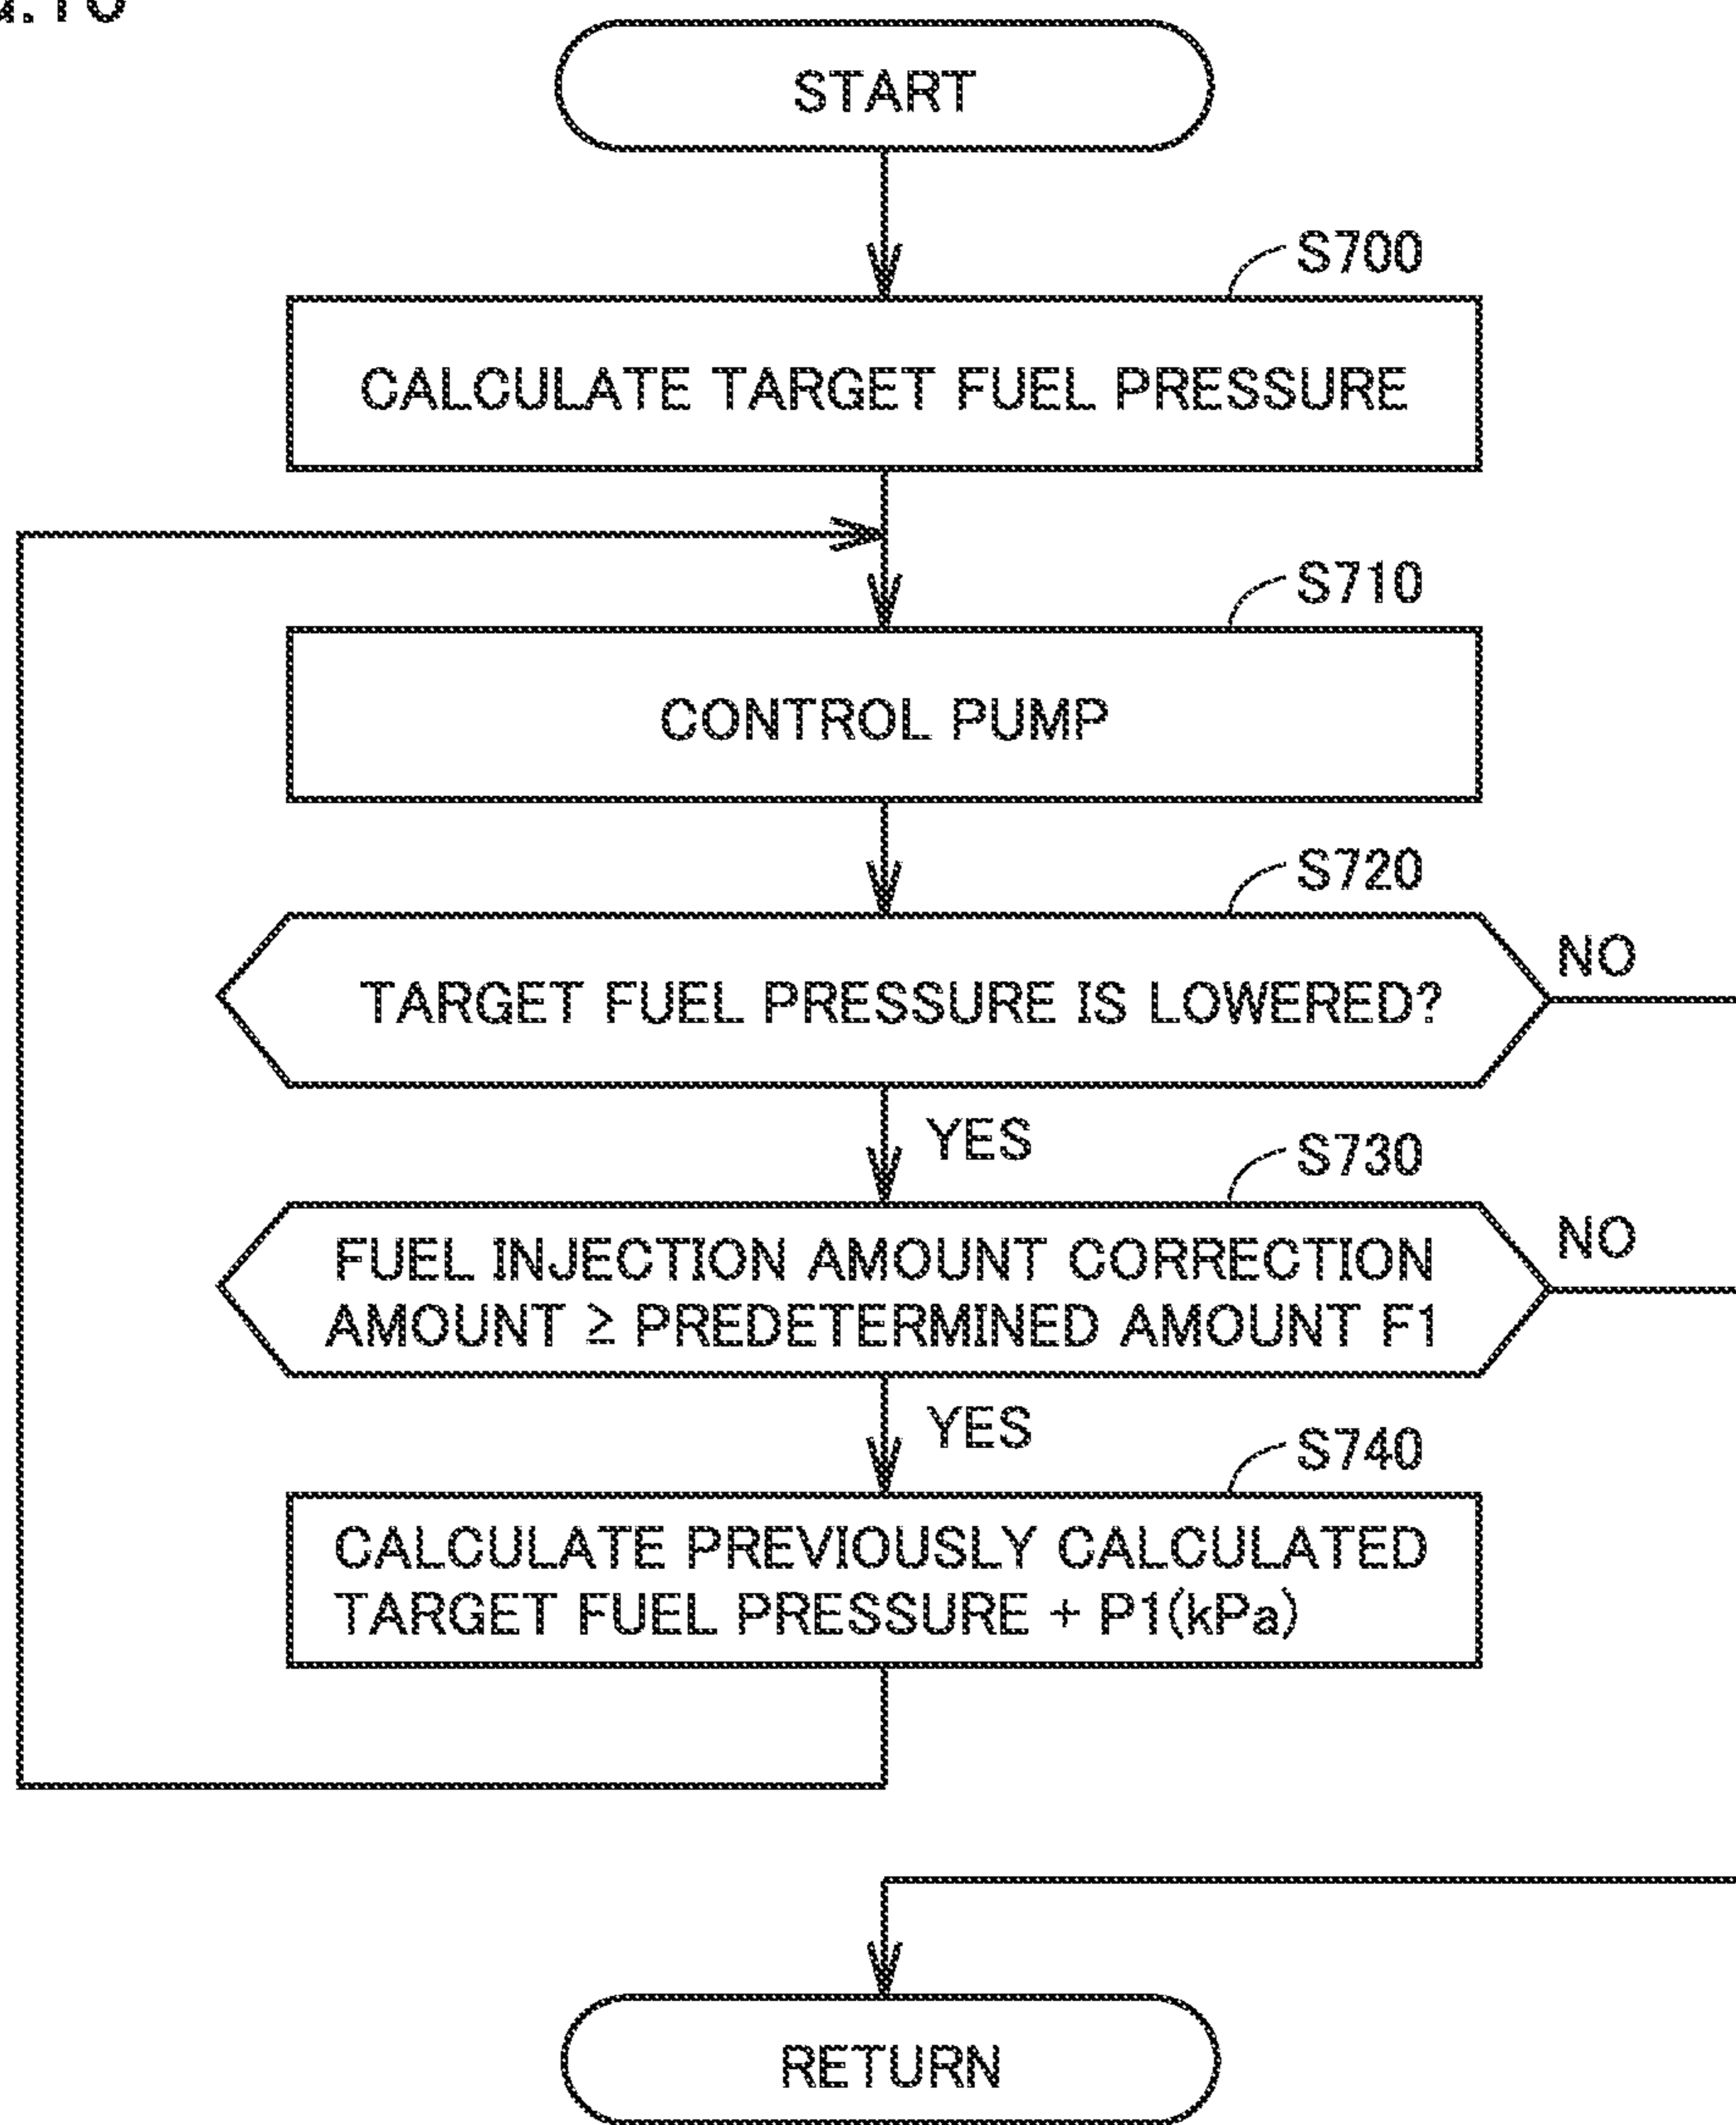 START
S700
CALCULATE TARGET FUEL PRESSURE
S710
CONTROL PUMP
S720
TARGET FUEL PRESSURE IS LOWERED?
NO
YES
S730
FUEL INJECTION AMOUNT CORRECTION
AMOUNT ≥ PREDETERMINED AMOUNT F1
NO
YES
S740
CALCULATE PREVIOUSLY CALCULATED
TARGET FUEL PRESSURE + P1(kPa)
RETURN